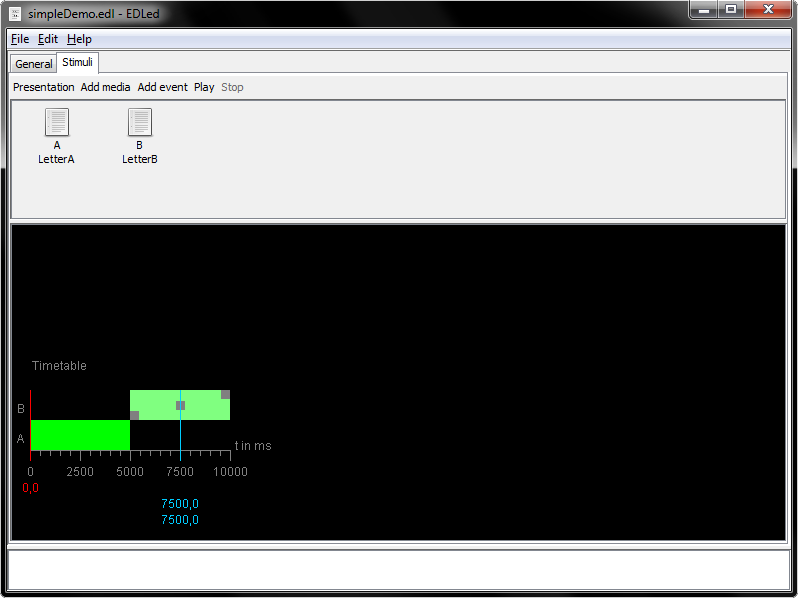 simpleDemo.edl - EDLed
File Edit Help
General Stimuli
Presentation Add media Add event Play Stop
A B
LetterA LetterB
Timetable
B
A
t in ms
0 2500 5000 7500 10000
0,0
7500,0
7500,0